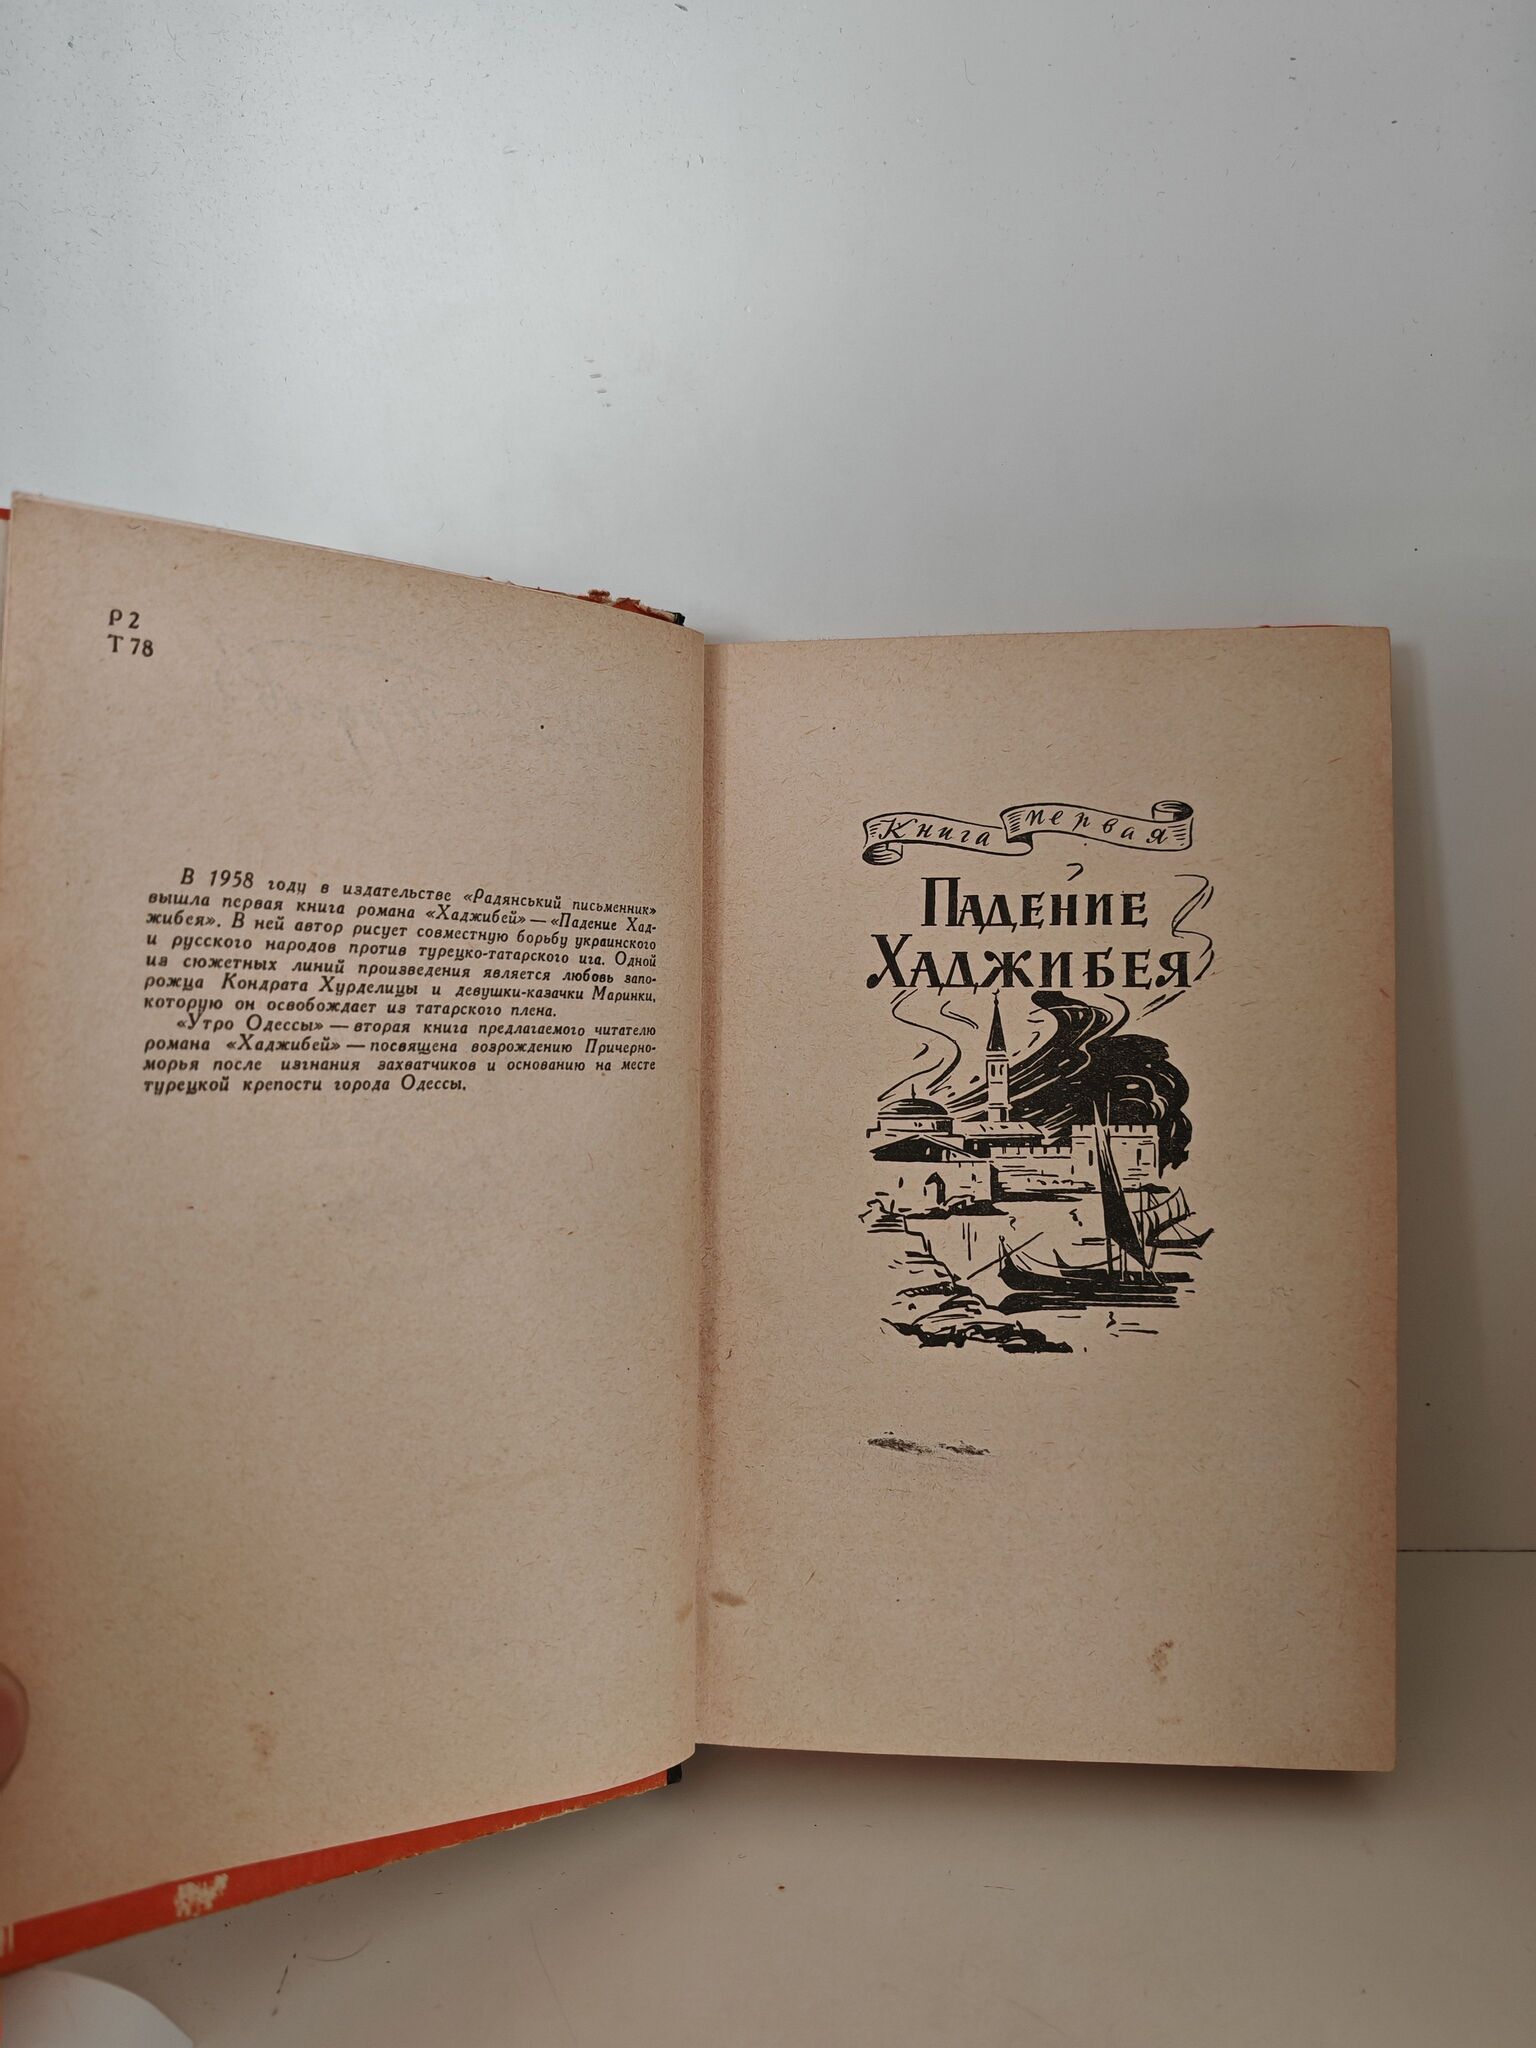 Р 2
Т 78
В 1958 году в издательстве «Радянський письменник»
вышла первая книга романа «Хаджибей» — «Падение Хад-
жибея». В ней автор рисует совместную борьбу украинского
и русского народов против турецко-татарского ига. Одной
из сюжетных линий произведения является любовь запо-
рожца Кондрата Хурделицы и девушки-казачки Маринки,
которую он освобождает из татарского плена.
«Утро Одессы» — вторая книга предлагаемого читателю
романа «Хаджибей» — посвящена возрождению Причерно-
морья после изгнания захватчиков и основанию на месте
турецкой крепости города Одессы.
Книга первая
ПАДЕНИЕ
ХАДЖИБЕЯ